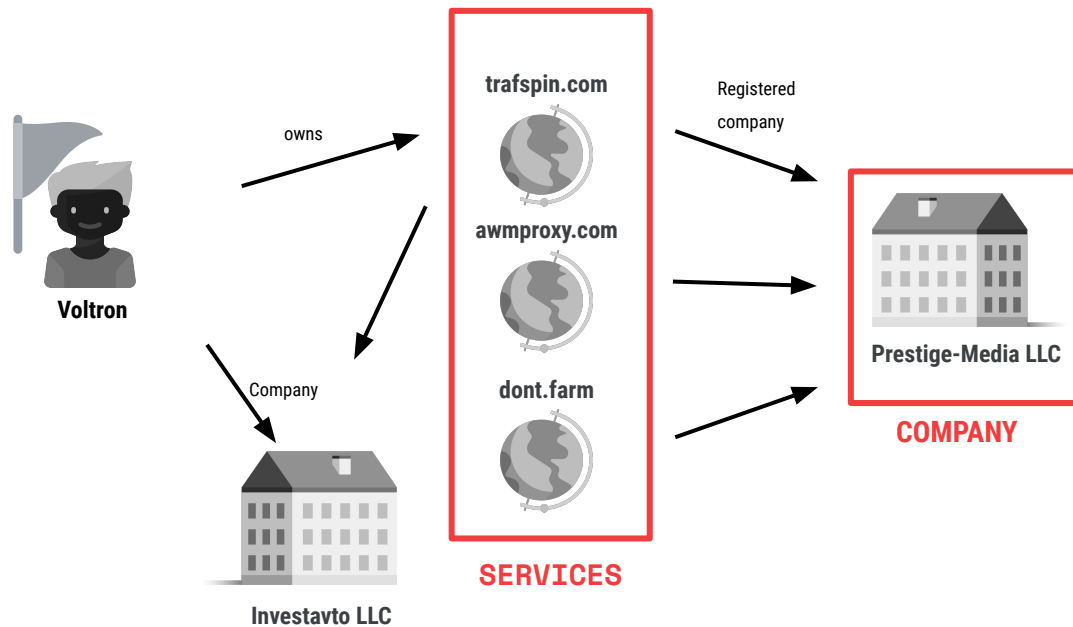 trafspin.com
Registered
company
owns
awmproxy.com
Voltron
Prestige-Media LLC
Company
dont.farm
COMPANY
SERVICES
Investavto LLC